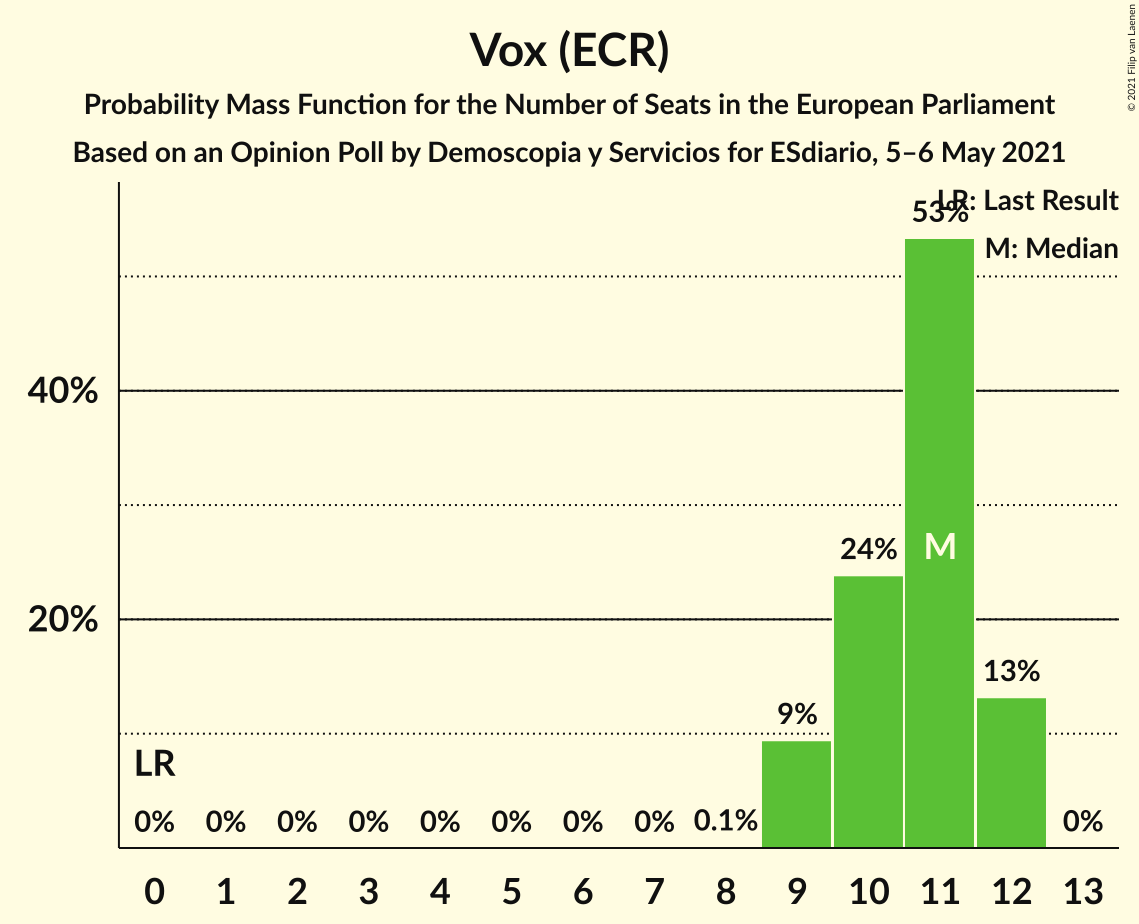 Vox (ECR)
Probability Mass Function for the Number of Seats in the European Parliament
Based on an Opinion Poll by Demoscopia y Servicios for ESdiario, 5–6 May 2021
© 2021 Filip van Laenen
LR: Last Result
M: Median
53%
40%
24%
M
20%
13%
9%
LR
0% 0% 0% 0% 0% 0% 0% 0% 0.1% 0%
0 1 2 3 4 5 6 7 8 9 10 11 12 13